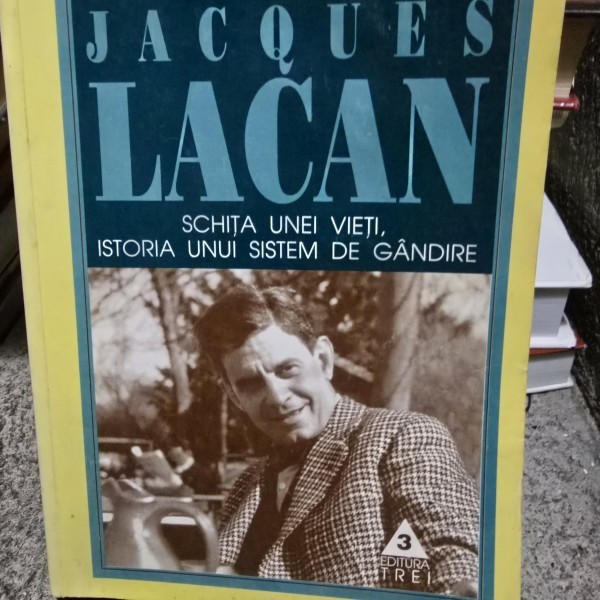 JACQUES
LACAN
SCHIȚA UNEI VIEȚI,
ISTORIA UNUI SISTEM DE GÂNDIRE
3
EDITURA
TREI